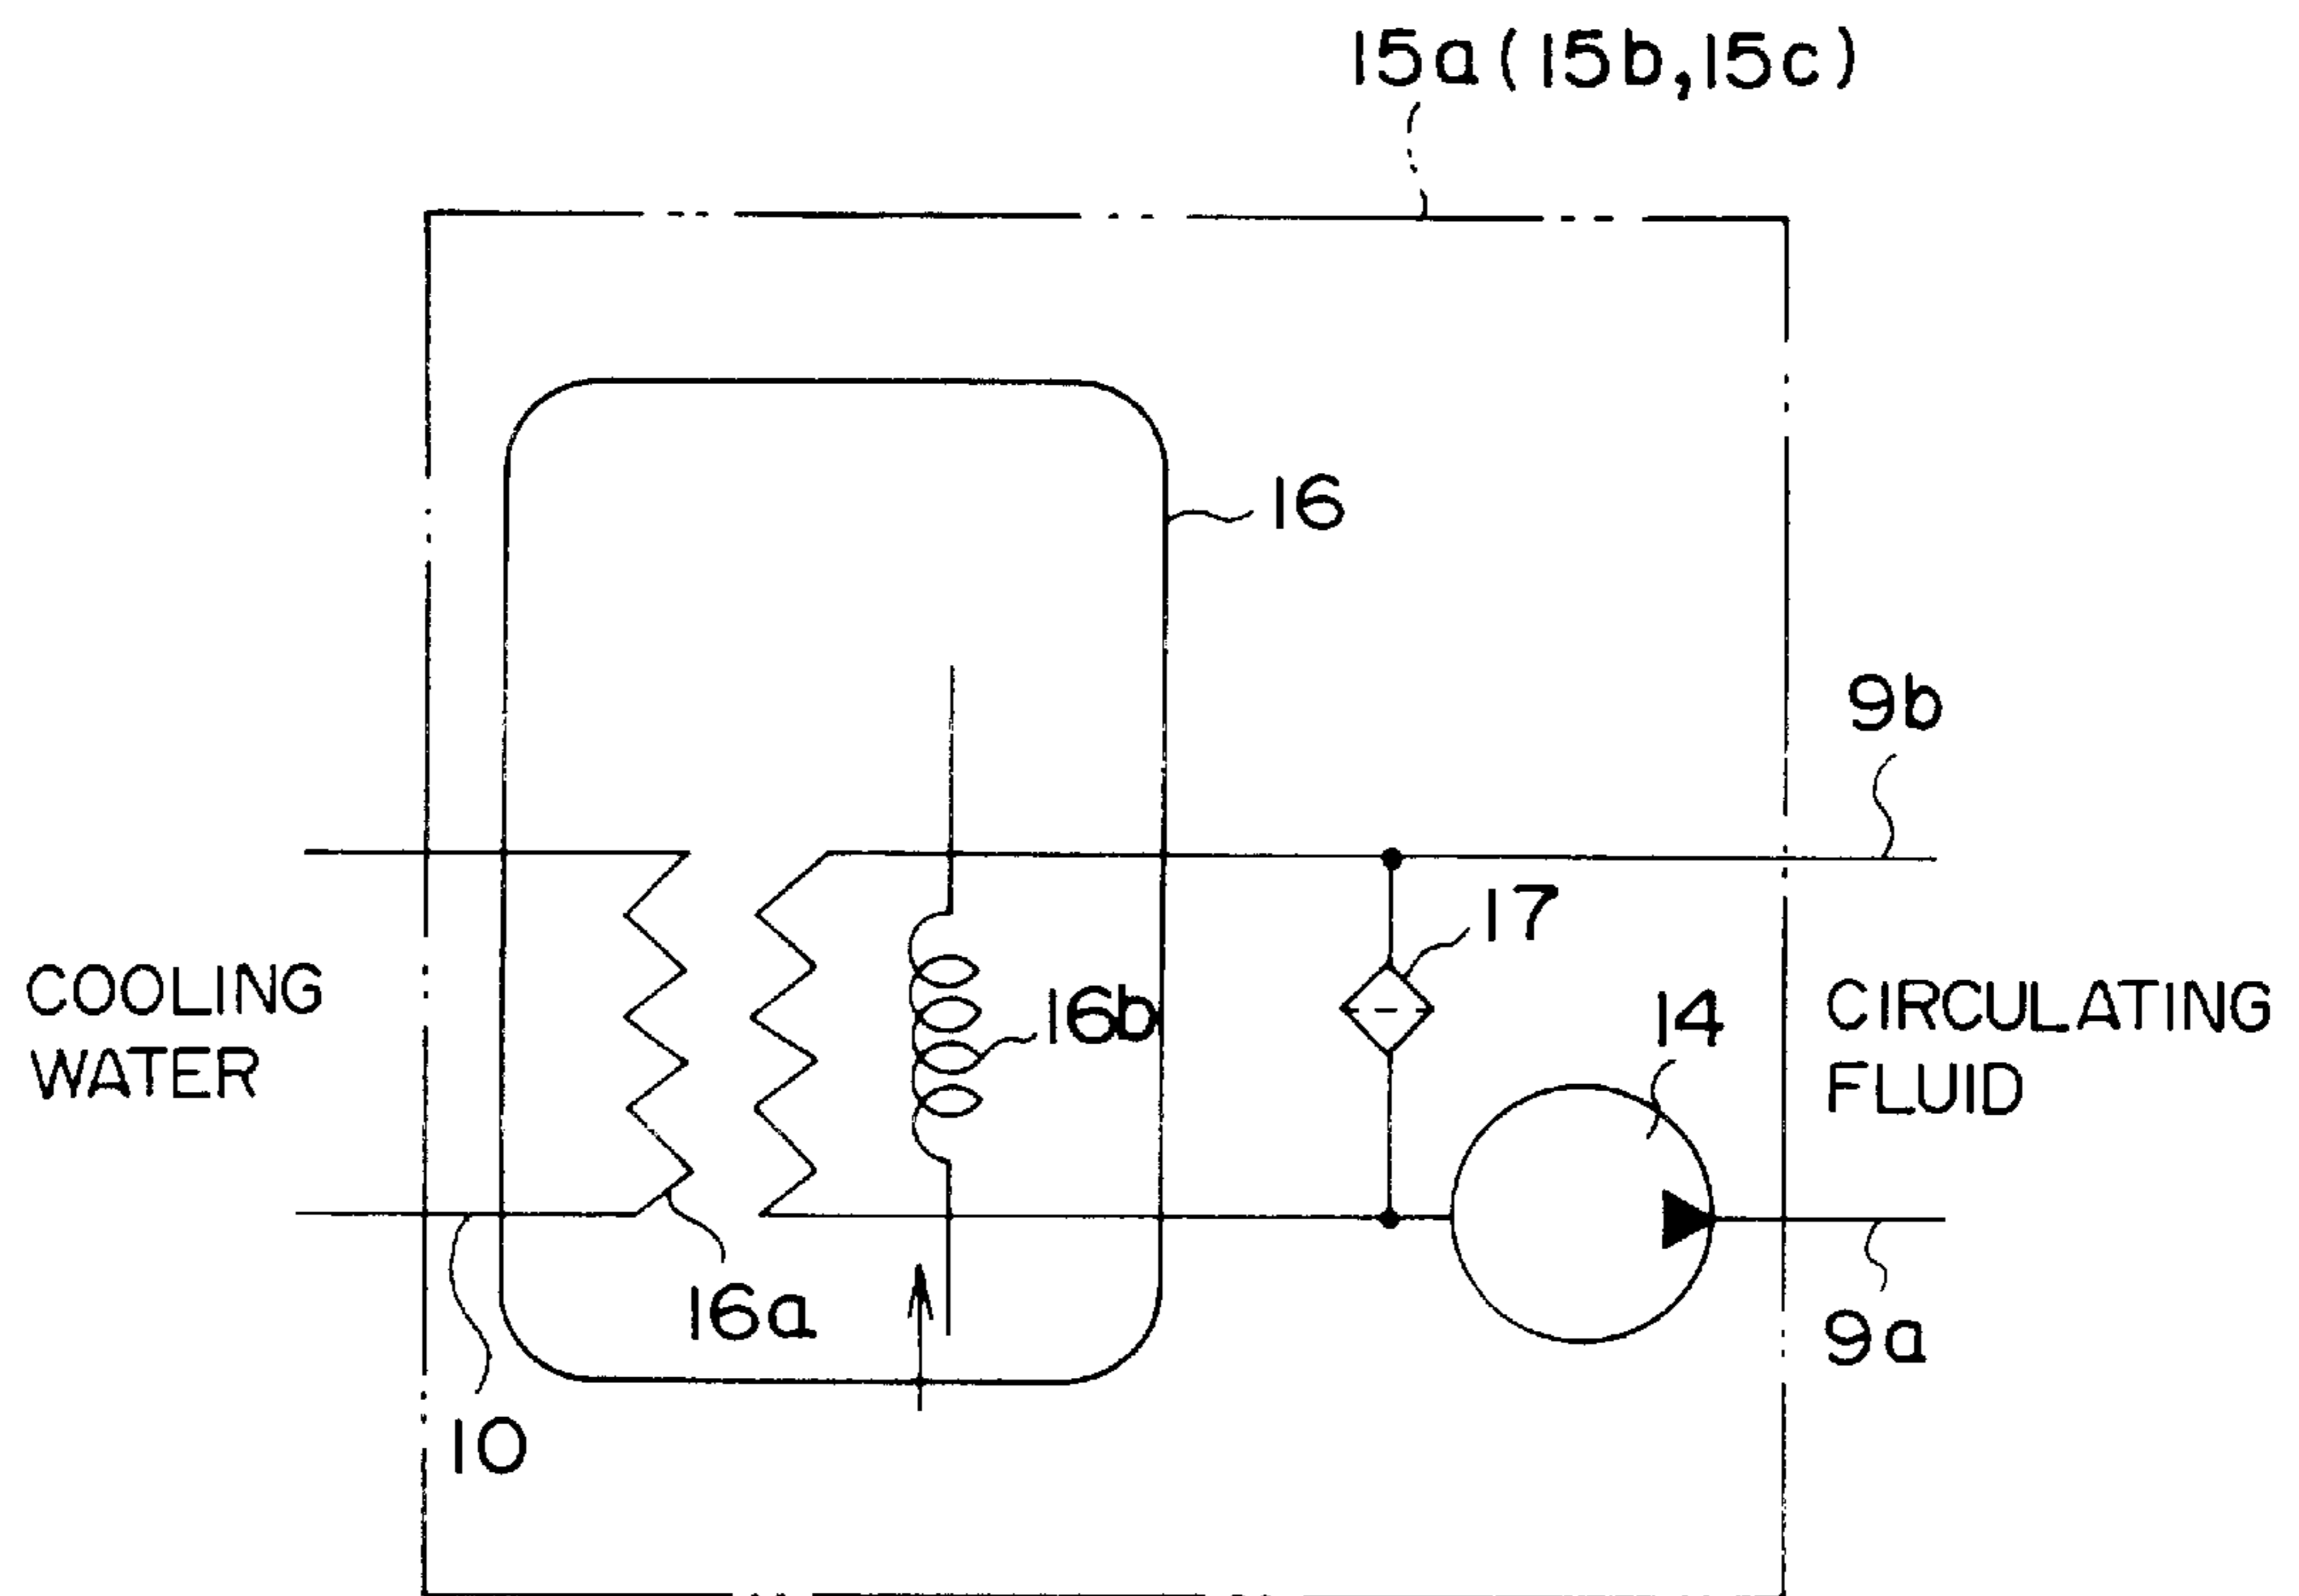 15a(15b,15c)
16
9b
17
COOLING
WATER
16b
14
CIRCULATING
FLUID
16a
9a
10